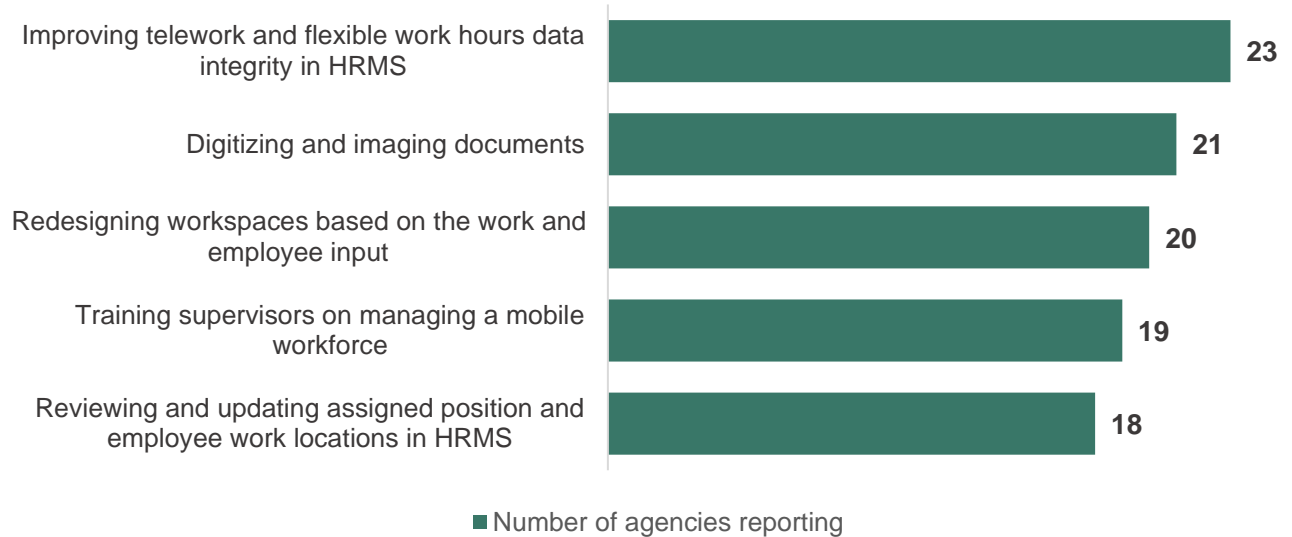 Improving telework and flexible work hours data
integrity in HRMS
23
Digitizing and imaging documents
21
Redesigning workspaces based on the work and
employee input
20
Training supervisors on managing a mobile
workforce
19
Reviewing and updating assigned position and
employee work locations in HRMS
18
Number of agencies reporting